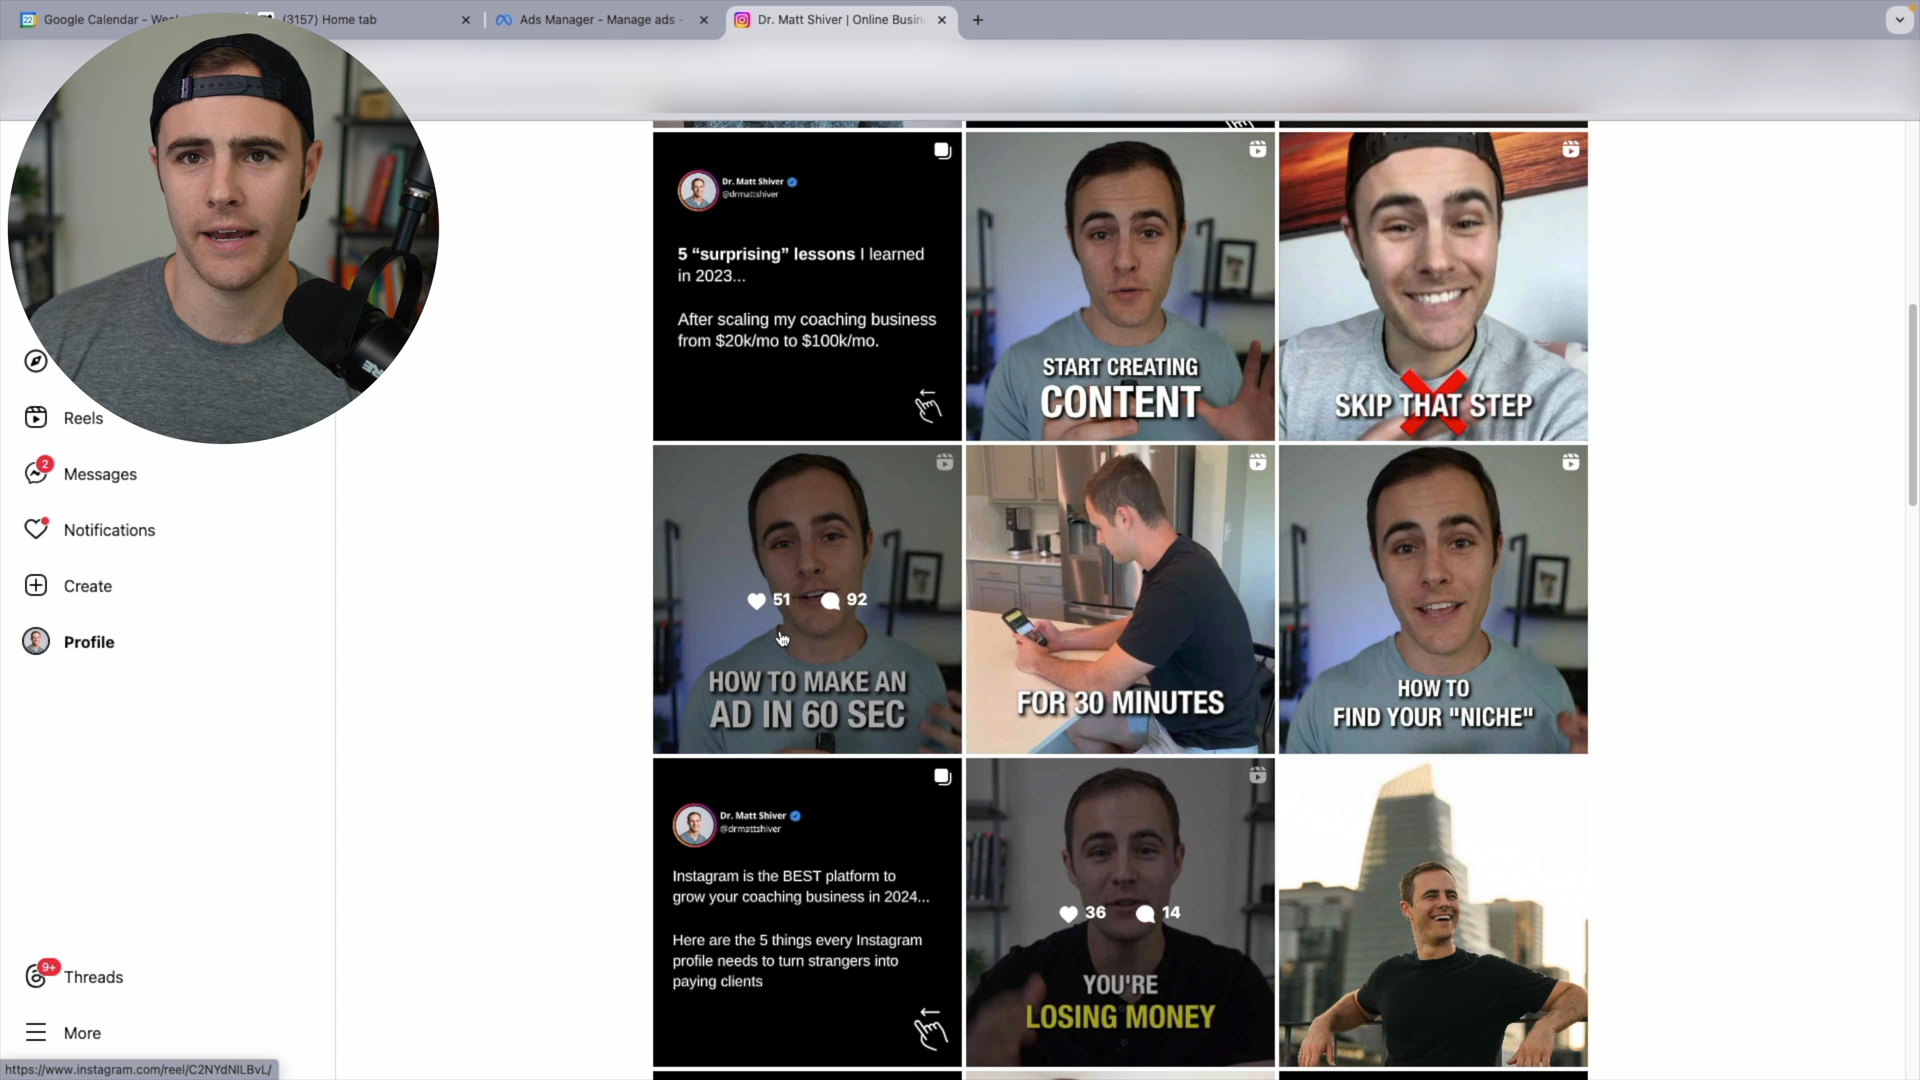 22
Google Calendar - Wee
(3157) Home tab
Ads Manager - Manage ads -
Dr. Matt Shiver | Online Busin
Reels
2
Messages
Notifications
Create
Profile
9+
Threads
More
https://www.instagram.com/reel/C2NYdNlLBvL/
Dr. Matt Shiver
@drmattshiver
5 “surprising” lessons I learned
in 2023...
After scaling my coaching business
from $20k/mo to $100k/mo.
START CREATING
CONTENT
SKIP THAT STEP
51 92
HOW TO MAKE AN
AD IN 60 SEC
FOR 30 MINUTES
HOW TO
FIND YOUR "NICHE"
Dr. Matt Shiver
@drmattshiver
Instagram is the BEST platform to
grow your coaching business in 2024...
Here are the 5 things every Instagram
profile needs to turn strangers into
paying clients
36 14
YOU'RE
LOSING MONEY